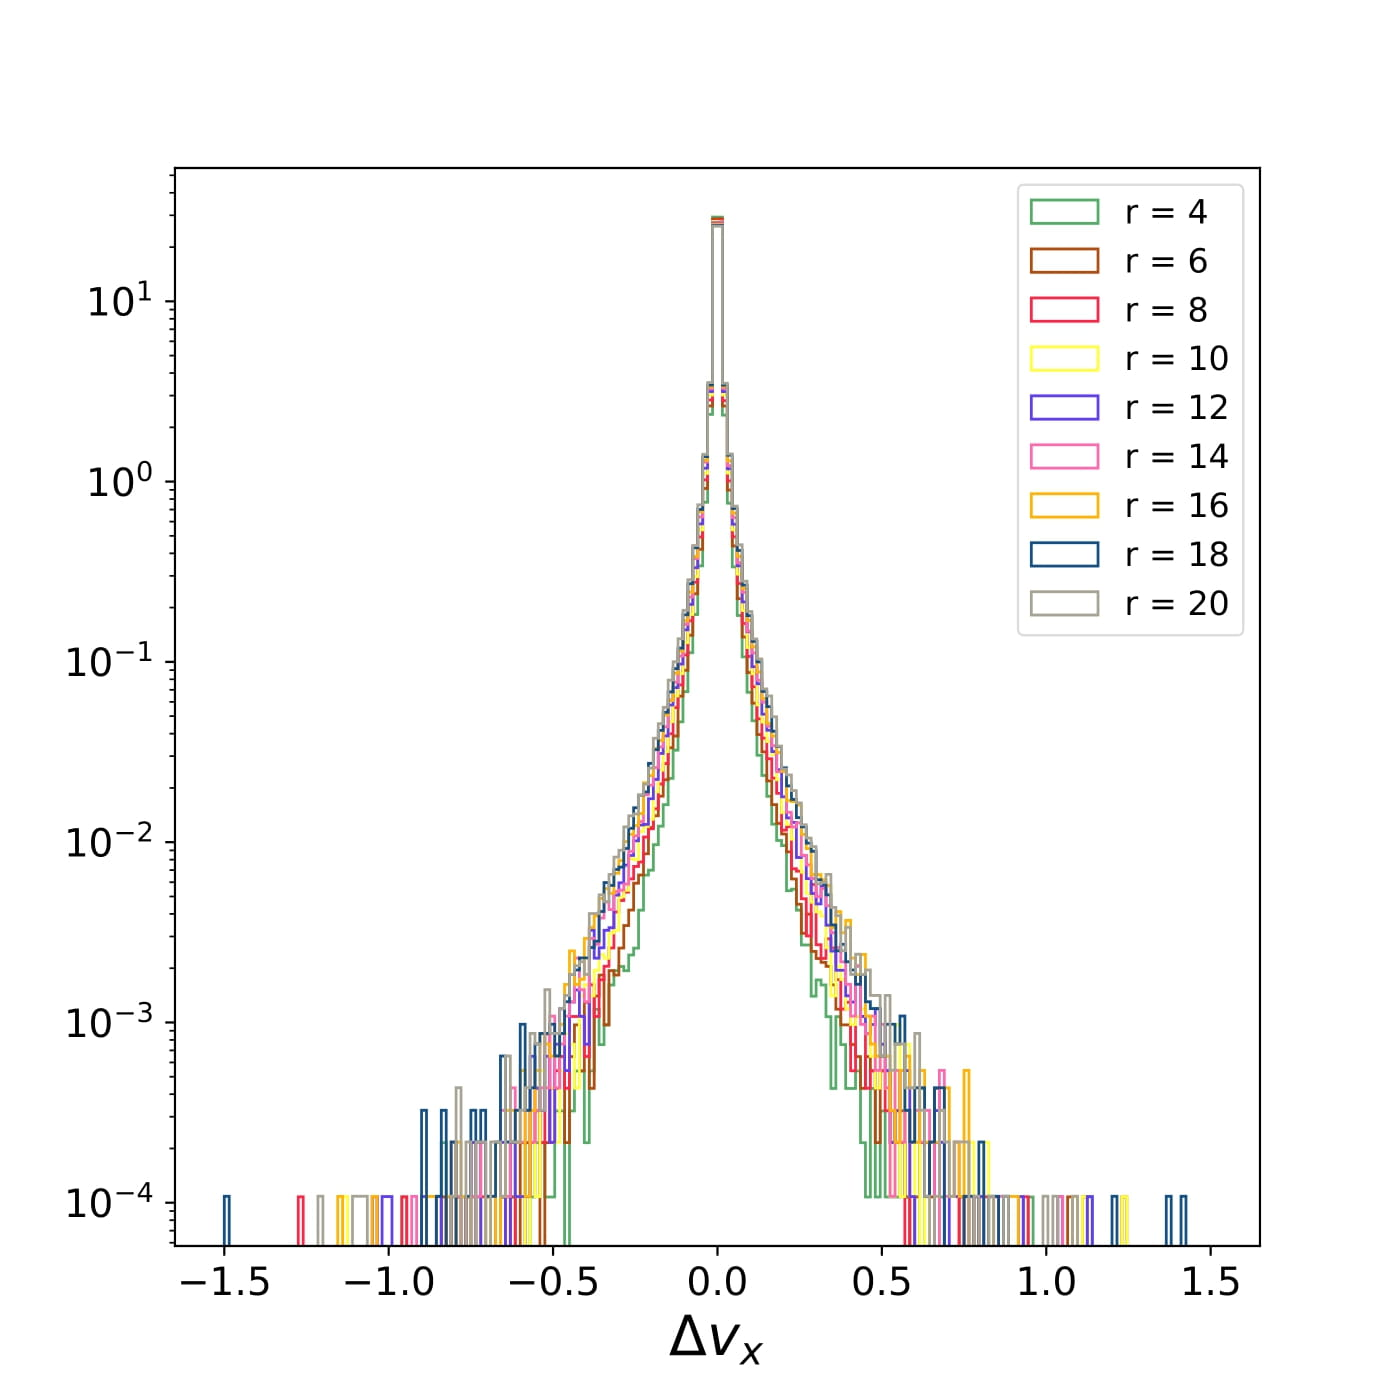 10¹
10⁰
10⁻¹
10⁻²
10⁻³
10⁻⁴
−1.5 −1.0 −0.5 0.0 0.5 1.0 1.5
Δvₓ
r = 4
r = 6
r = 8
r = 10
r = 12
r = 14
r = 16
r = 18
r = 20